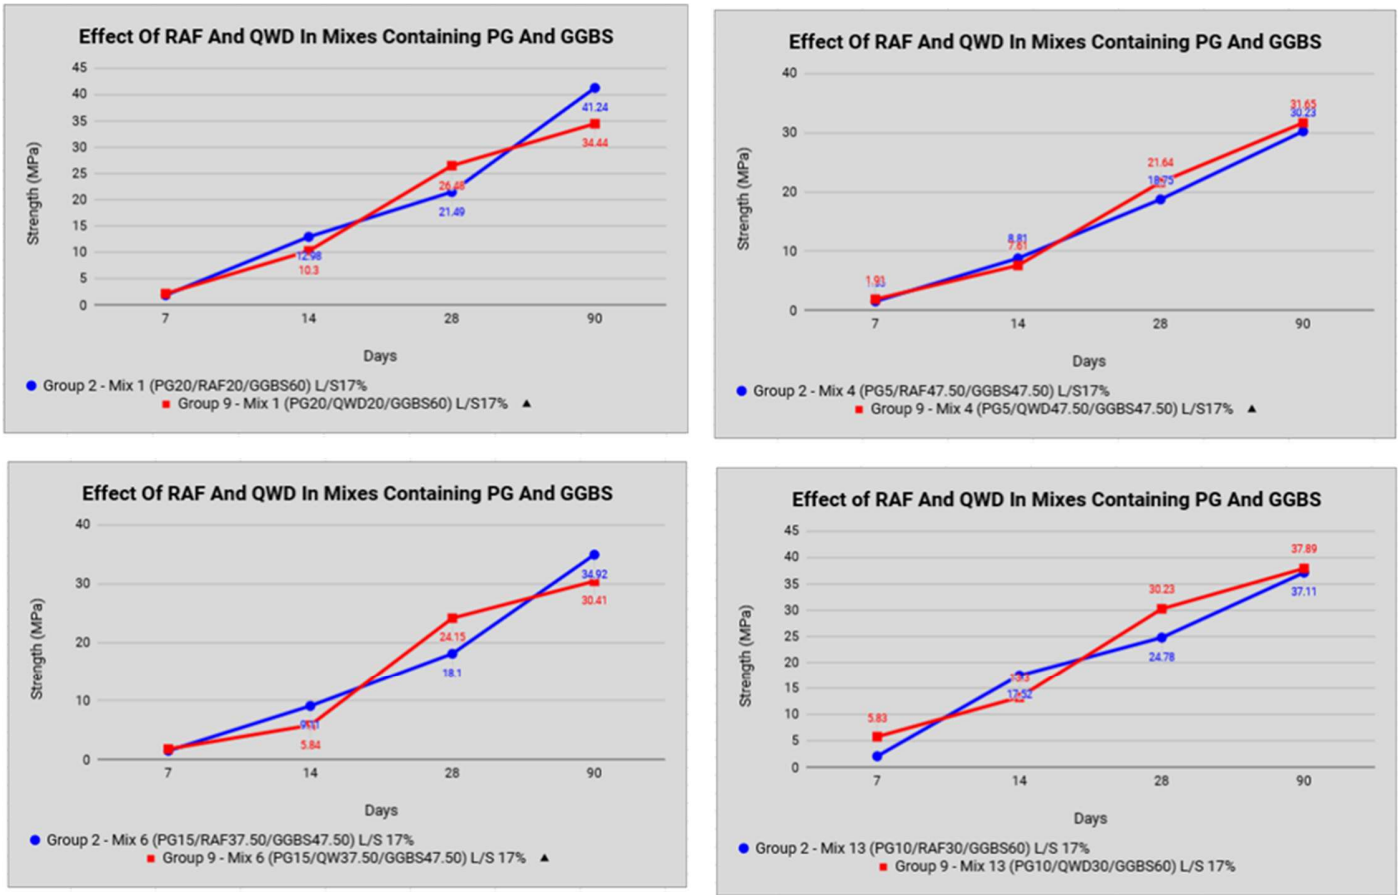 Effect Of RAF And QWD In Mixes Containing PG And GGBS
45
40
35
30
25
20
15
10
5
0
Strength (MPa)
41.24
34.44
26.48
21.49
12.98
10.3
7 14 28 90
Days
Group 2 - Mix 1 (PG20/RAF20/GGBS60) L/S17%
Group 9 - Mix 1 (PG20/QWD20/GGBS60) L/S17%
Effect Of RAF And QWD In Mixes Containing PG And GGBS
40
30
20
10
0
Strength (MPa)
31.65
30.23
21.64
18.75
8.81
7.61
1.93
7 14 28 90
Days
Group 2 - Mix 4 (PG5/RAF47.50/GGBS47.50) L/S17%
Group 9 - Mix 4 (PG5/QWD47.50/GGBS47.50) L/S17%
Effect Of RAF And QWD In Mixes Containing PG And GGBS
40
30
20
10
0
Strength (MPa)
34.92
30.41
24.15
18.1
5.84
7 14 28 90
Days
Group 2 - Mix 6 (PG15/RAF37.50/GGBS47.50) L/S 17%
Group 9 - Mix 6 (PG15/QW37.50/GGBS47.50) L/S 17%
Effect of RAF And QWD In Mixes Containing PG And GGBS
45
40
35
30
25
20
15
10
5
0
Strength (MPa)
37.89
37.11
30.23
24.78
17.52
5.83
7 14 28 90
Days
Group 2 - Mix 13 (PG10/RAF30/GGBS60) L/S 17%
Group 9 - Mix 13 (PG10/QWD30/GGBS60) L/S 17%